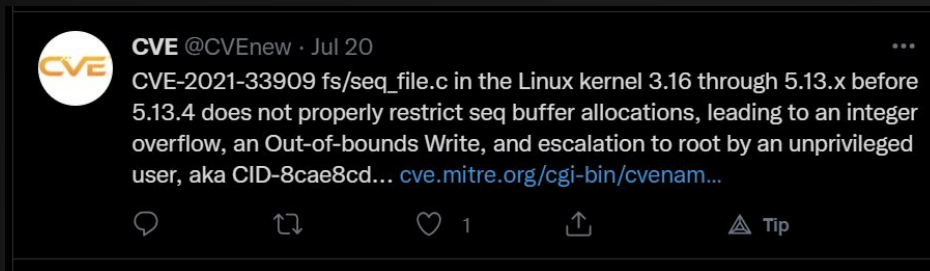 CVE
CVE @CVEnew · Jul 20
CVE-2021-33909 fs/seq_file.c in the Linux kernel 3.16 through 5.13.x before
5.13.4 does not properly restrict seq buffer allocations, leading to an integer
overflow, an Out-of-bounds Write, and escalation to root by an unprivileged
user, aka CID-8cae8cd... cve.mitre.org/cgi-bin/cvenam...
1 Tip